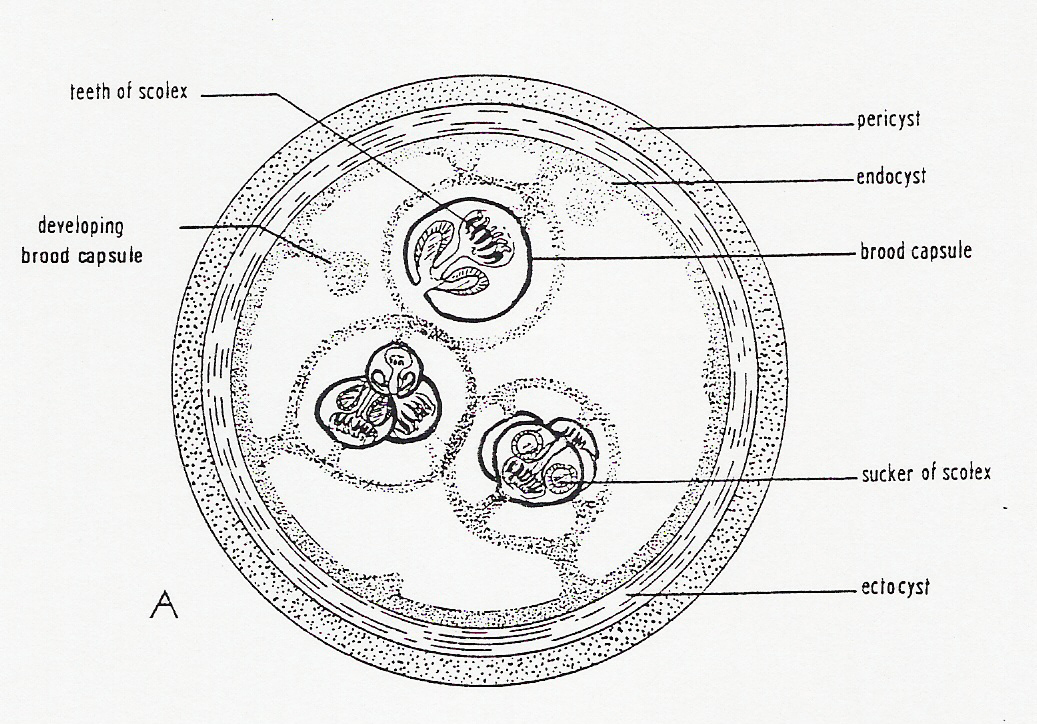 teeth of scolex
pericyst
endocyst
developing
brood capsule
brood capsule
sucker of scolex
ectocyst
A